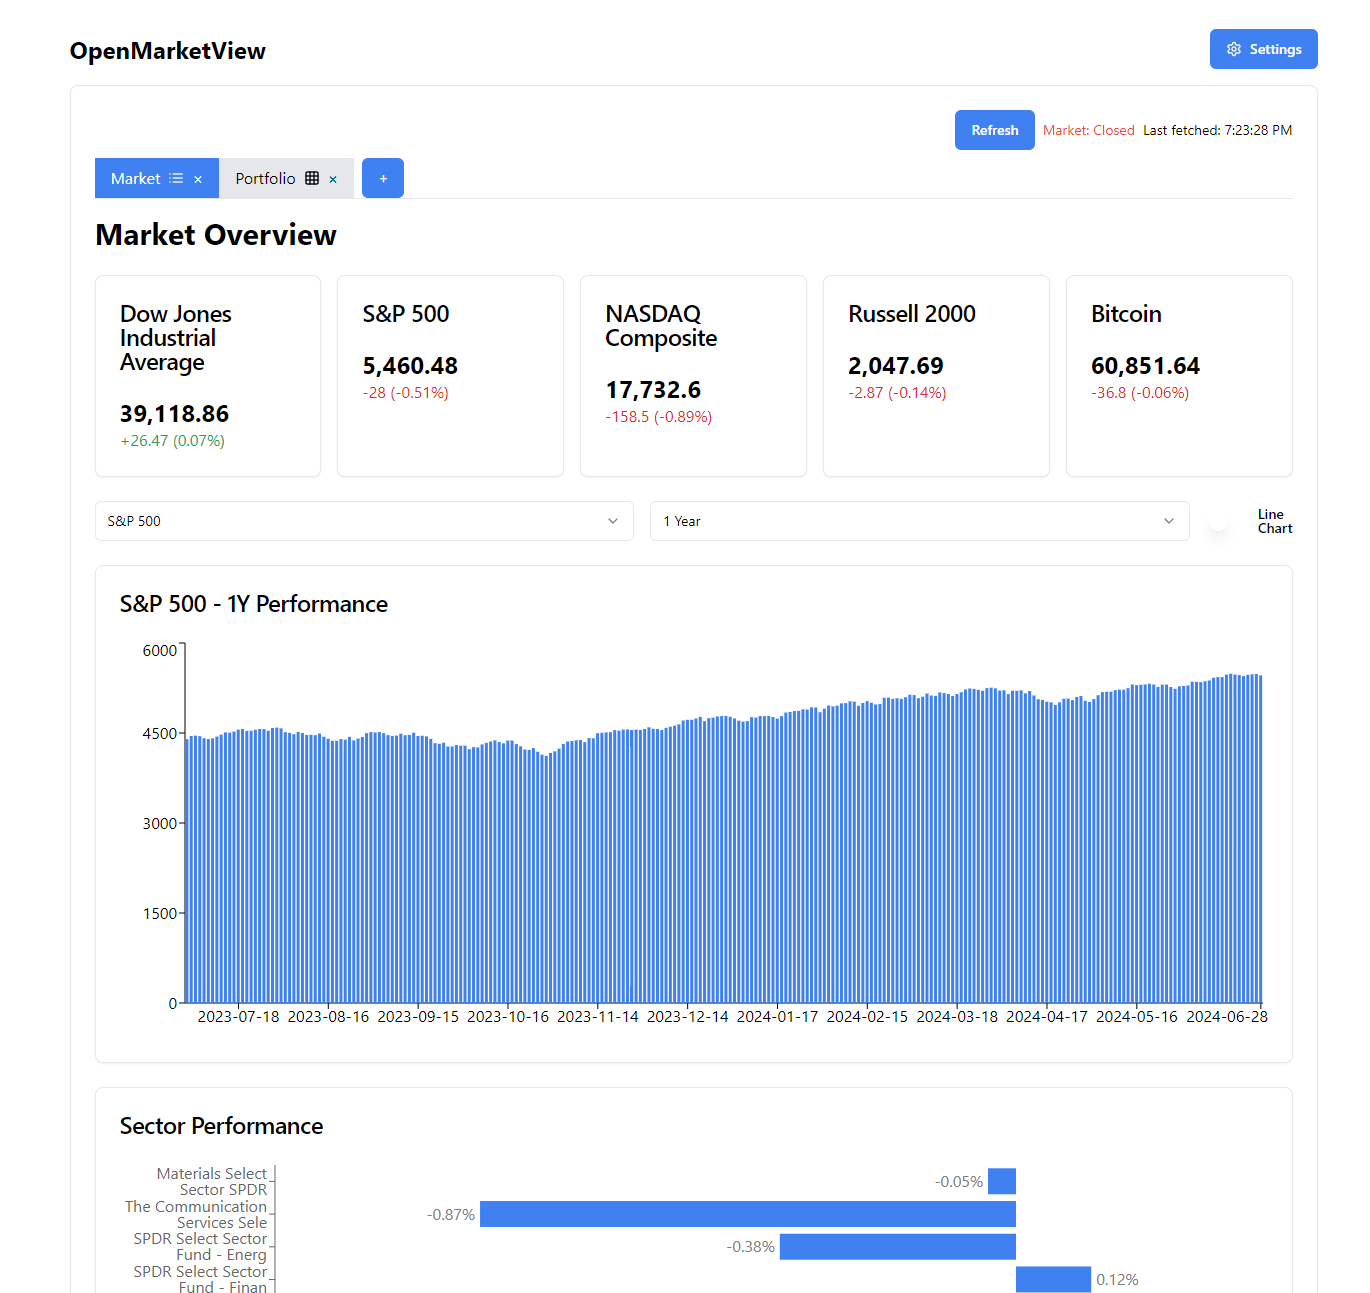 OpenMarketView
Settings
Refresh
Market: Closed
Last fetched: 7:23:28 PM
Market ×
Portfolio ×
+
Market Overview
Dow Jones
Industrial
Average
39,118.86
+26.47 (0.07%)
S&P 500
5,460.48
-28 (-0.51%)
NASDAQ
Composite
17,732.6
-158.5 (-0.89%)
Russell 2000
2,047.69
-2.87 (-0.14%)
Bitcoin
60,851.64
-36.8 (-0.06%)
S&P 500
1 Year
Line
Chart
S&P 500 - 1Y Performance
6000
4500
3000
1500
0
2023-07-18 2023-08-16 2023-09-15 2023-10-16 2023-11-14 2023-12-14 2024-01-17 2024-02-15 2024-03-18 2024-04-17 2024-05-16 2024-06-28
Sector Performance
Materials Select
Sector SPDR
-0.05%
The Communication
Services Sele
-0.87%
SPDR Select Sector
Fund - Energ
-0.38%
SPDR Select Sector
Fund - Finan
0.12%